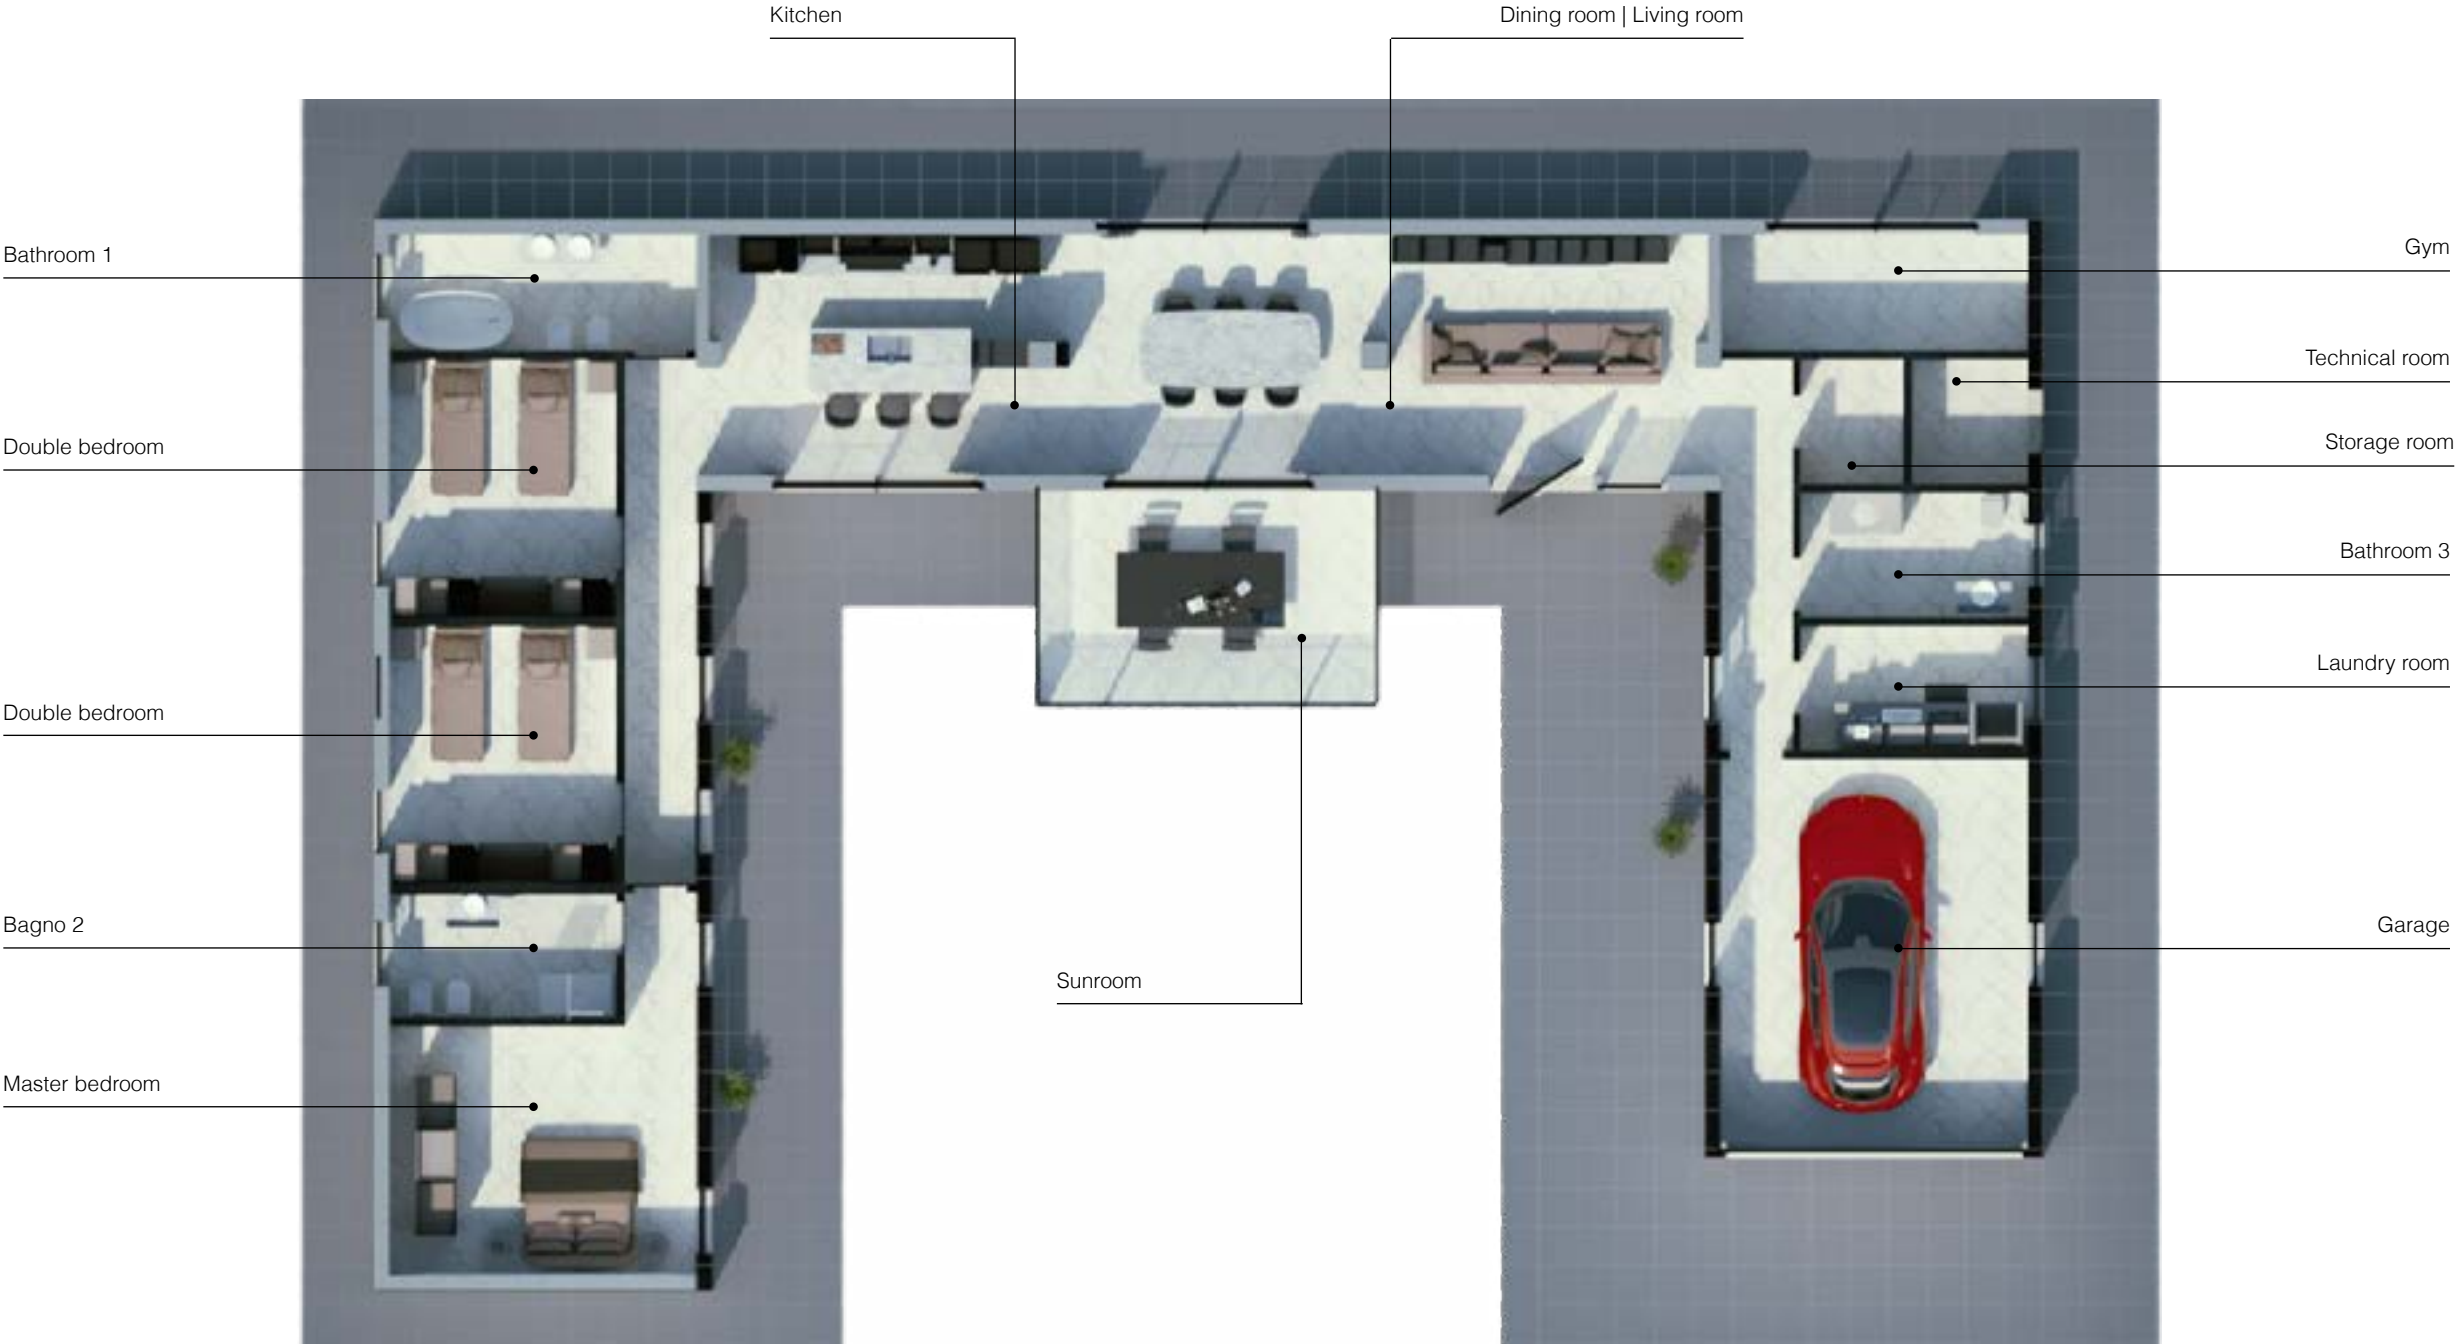 Kitchen
Dining room | Living room
Bathroom 1
Gym
Technical room
Double bedroom
Storage room
Bathroom 3
Laundry room
Double bedroom
Bagno 2
Garage
Sunroom
Master bedroom